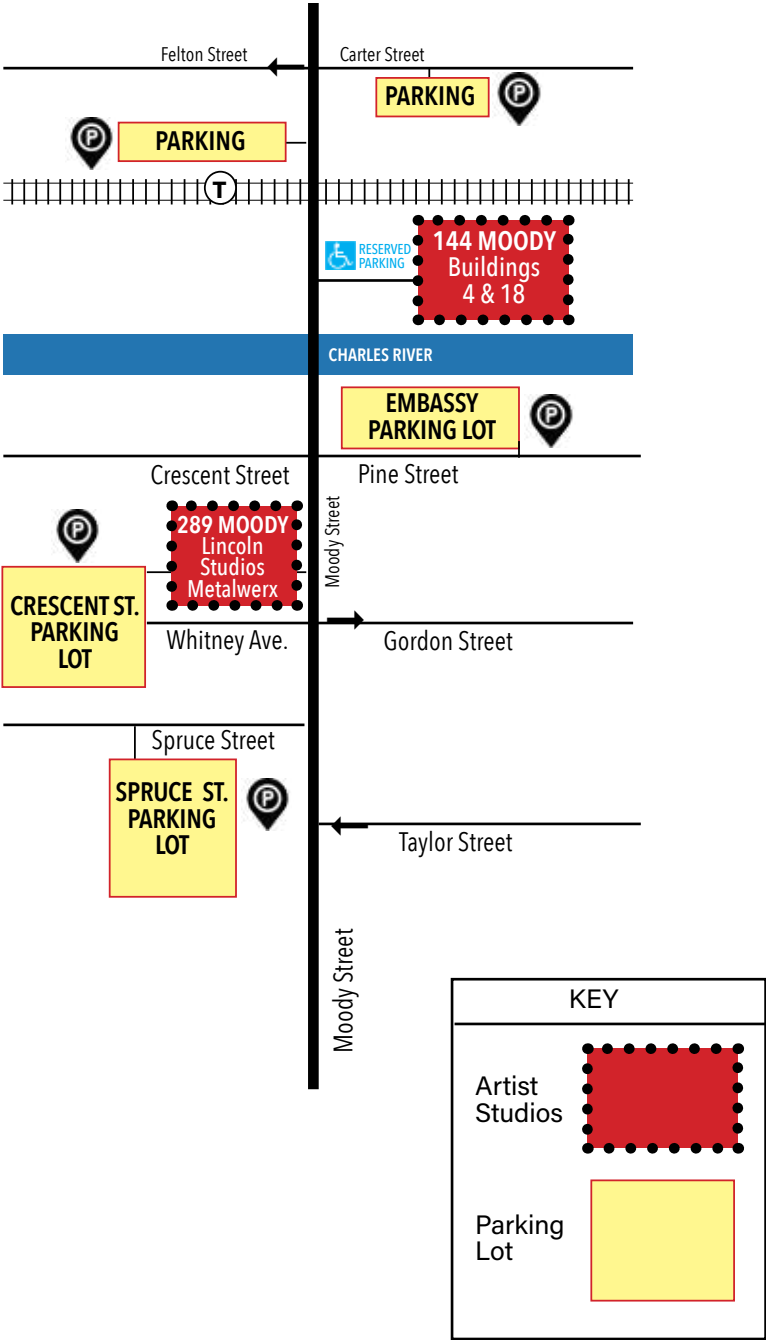 Felton Street
Carter Street
PARKING
P
P
PARKING
T
RESERVED
PARKING
144 MOODY
Buildings
4 & 18
CHARLES RIVER
EMBASSY
PARKING LOT
P
Crescent Street
Pine Street
Moody Street
P
289 MOODY
Lincoln
Studios
Metalwerx
CRESCENT ST.
PARKING
LOT
Whitney Ave.
Gordon Street
Spruce Street
SPRUCE ST.
PARKING
LOT
P
Taylor Street
Moody Street
KEY
Artist
Studios
Parking
Lot